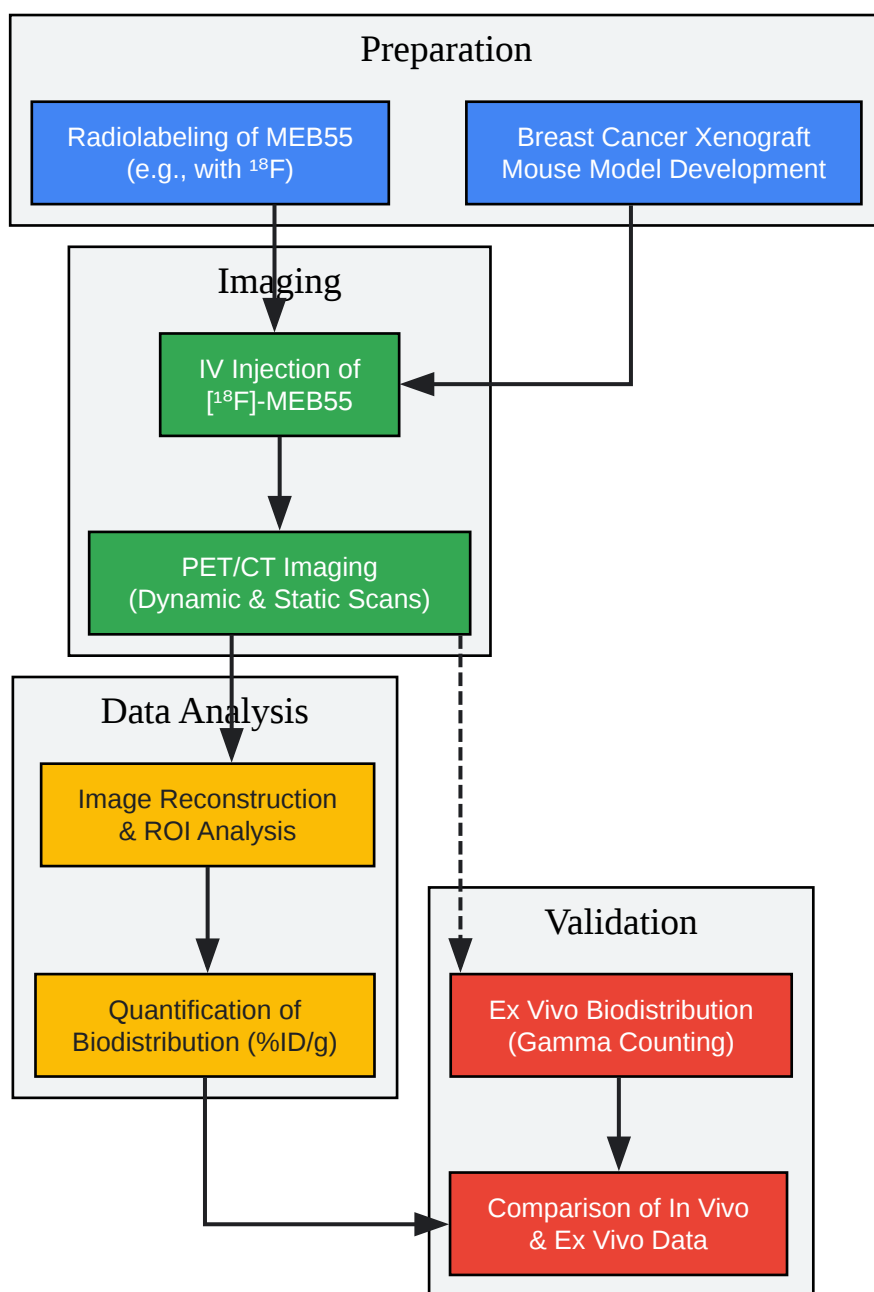 Preparation
Radiolabeling of MEB55
(e.g., with ¹⁸F)
Breast Cancer Xenograft
Mouse Model Development
Imaging
IV Injection of
[¹⁸F]-MEB55
PET/CT Imaging
(Dynamic & Static Scans)
Data Analysis
Image Reconstruction
& ROI Analysis
Quantification of
Biodistribution (%ID/g)
Validation
Ex Vivo Biodistribution
(Gamma Counting)
Comparison of In Vivo
& Ex Vivo Data